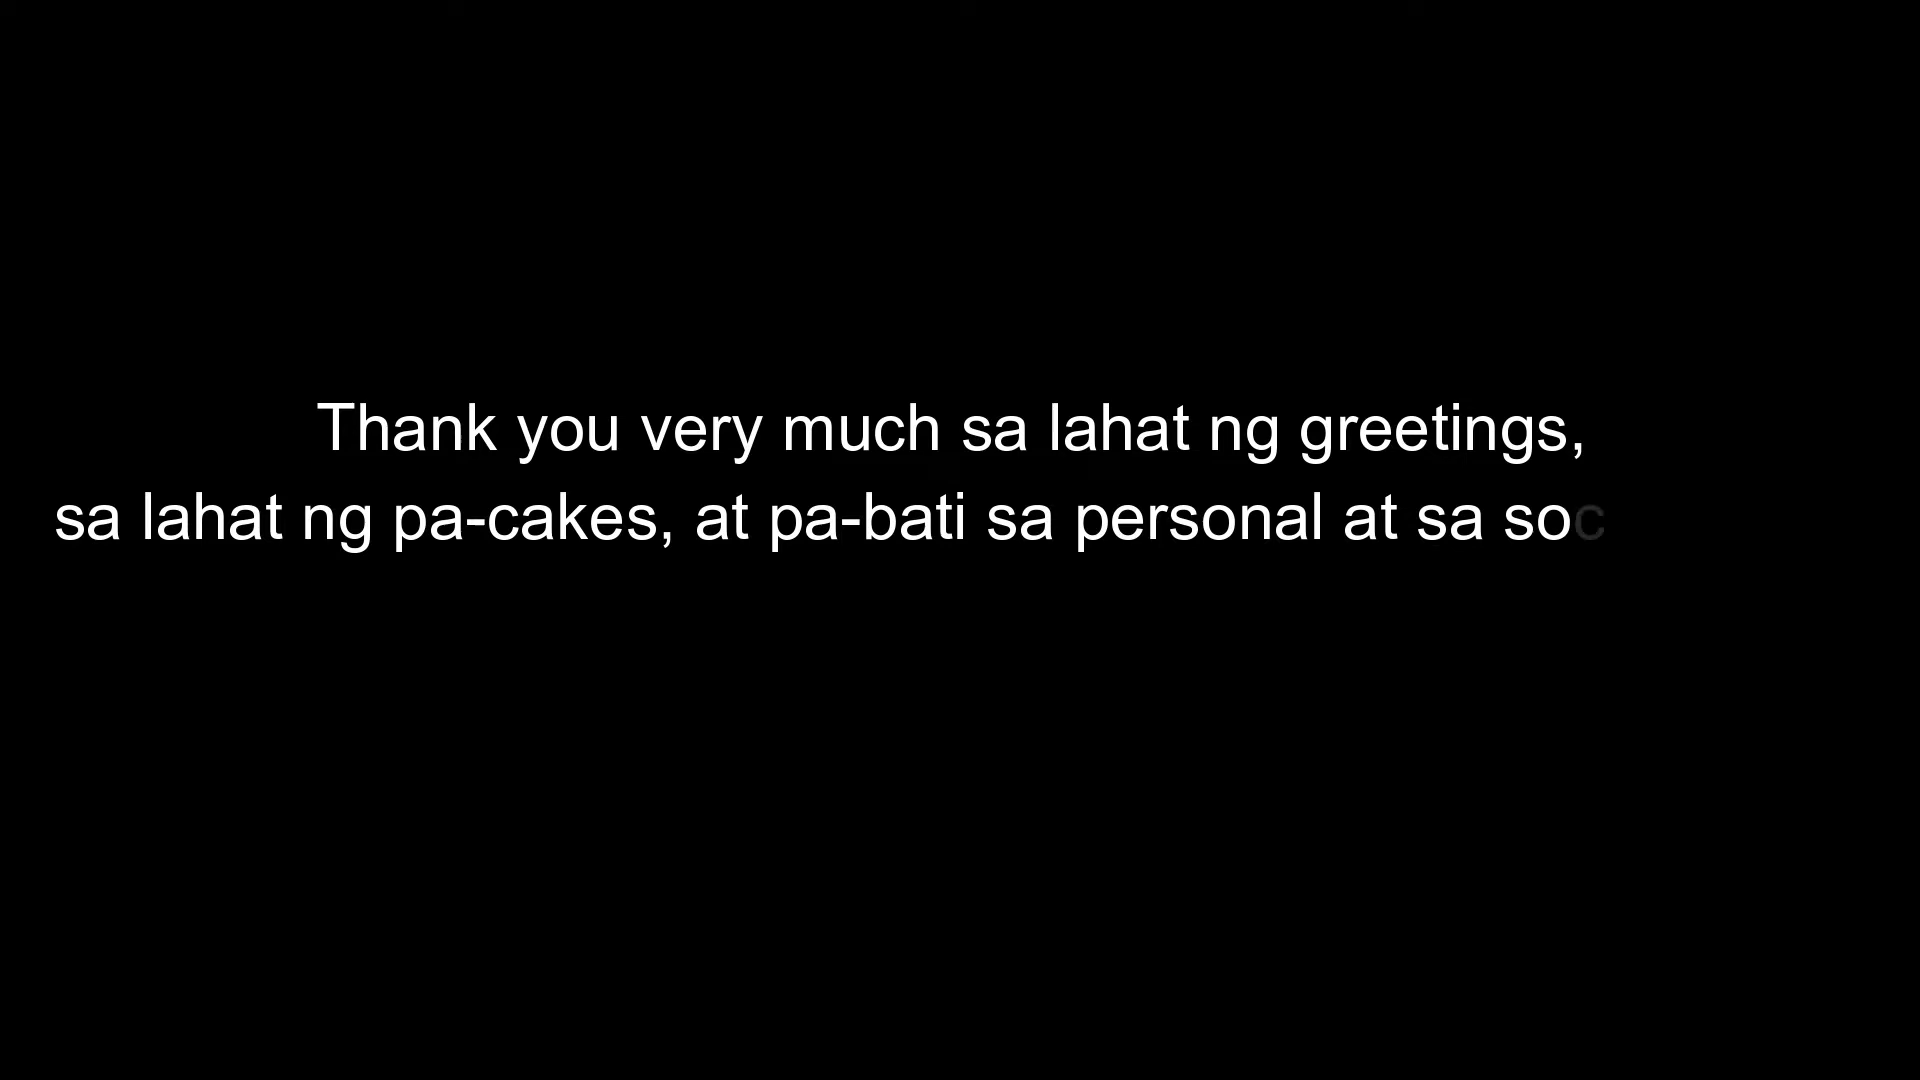 Thank you very much sa lahat ng greetings,
sa lahat ng pa-cakes, at pa-bati sa personal at sa soc